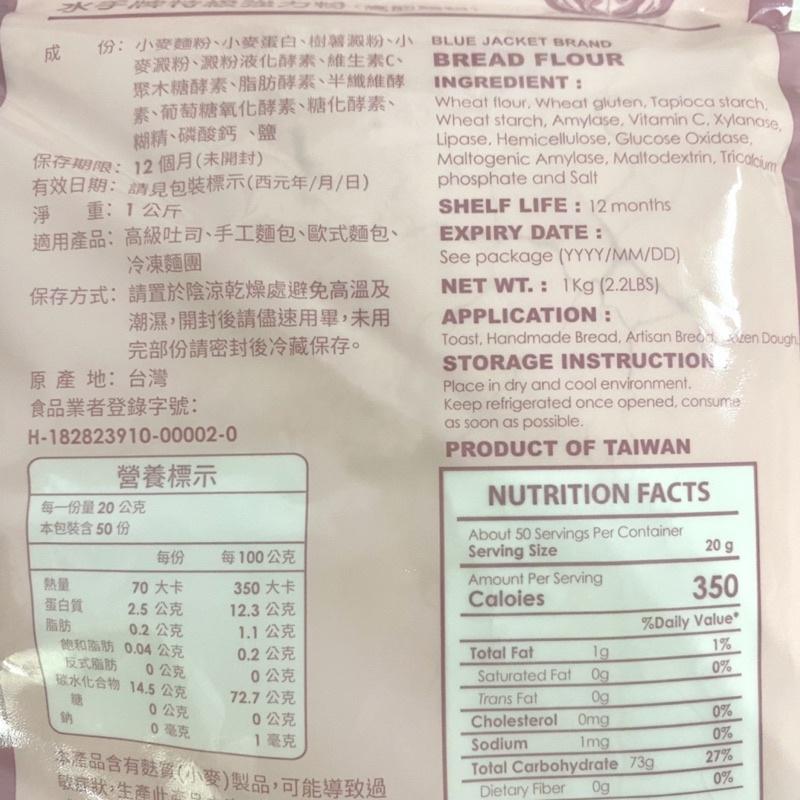 水手牌特級強力粉
成 份：小麥麵粉、小麥蛋白、樹薯澱粉、小
麥澱粉、澱粉液化酵素、維生素C、
聚木糖酵素、脂肪酵素、半纖維酵
素、葡萄糖氧化酵素、糖化酵素、
糊精、磷酸鈣、鹽
保存期限：12個月(未開封)
有效日期：請見包裝標示(西元年/月/日)
淨 重：1公斤
適用產品：高級吐司、手工麵包、歐式麵包、
冷凍麵團
保存方式：請置於陰涼乾燥處避免高溫及
潮濕，開封後請儘速用畢，未用
完部份請密封後冷藏保存。
原 產 地：台灣
食品業者登錄字號：
H-182823910-00002-0
營養標示
每一份量 20 公克
本包裝含 50 份
每份 每 100 公克
熱量 70 大卡 350 大卡
蛋白質 2.5 公克 12.3 公克
脂肪 0.2 公克 1.1 公克
飽和脂肪 0.04 公克 0.2 公克
反式脂肪 0 公克 0 公克
碳水化合物 14.5 公克 72.7 公克
糖 0 公克 0 公克
鈉 0 毫克 1 毫克
本產品含有麩質(小麥)製品，可能導致過
敏症狀，生產此產品
BLUE JACKET BRAND
BREAD FLOUR
INGREDIENT :
Wheat flour, Wheat gluten, Tapioca starch,
Wheat starch, Amylase, Vitamin C, Xylanase,
Lipase, Hemicellulose, Glucose Oxidase,
Maltogenic Amylase, Maltodextrin, Tricalcium
phosphate and Salt
SHELF LIFE : 12 months
EXPIRY DATE :
See package (YYYY/MM/DD)
NET WT. : 1Kg (2.2LBS)
APPLICATION :
Toast, Handmade Bread, Artisan Bread, Dough.
STORAGE INSTRUCTION
Place in dry and cool environment.
Keep refrigerated once opened, consume
as soon as possible.
PRODUCT OF TAIWAN
NUTRITION FACTS
About 50 Servings Per Container
Serving Size 20 g
Amount Per Serving
Caloies 350
%Daily Value*
Total Fat 1g 1%
Saturated Fat 0g 0%
Trans Fat 0g
Cholesterol 0mg 0%
Sodium 1mg 0%
Total Carbohydrate 73g 27%
Dietary Fiber 0g 0%